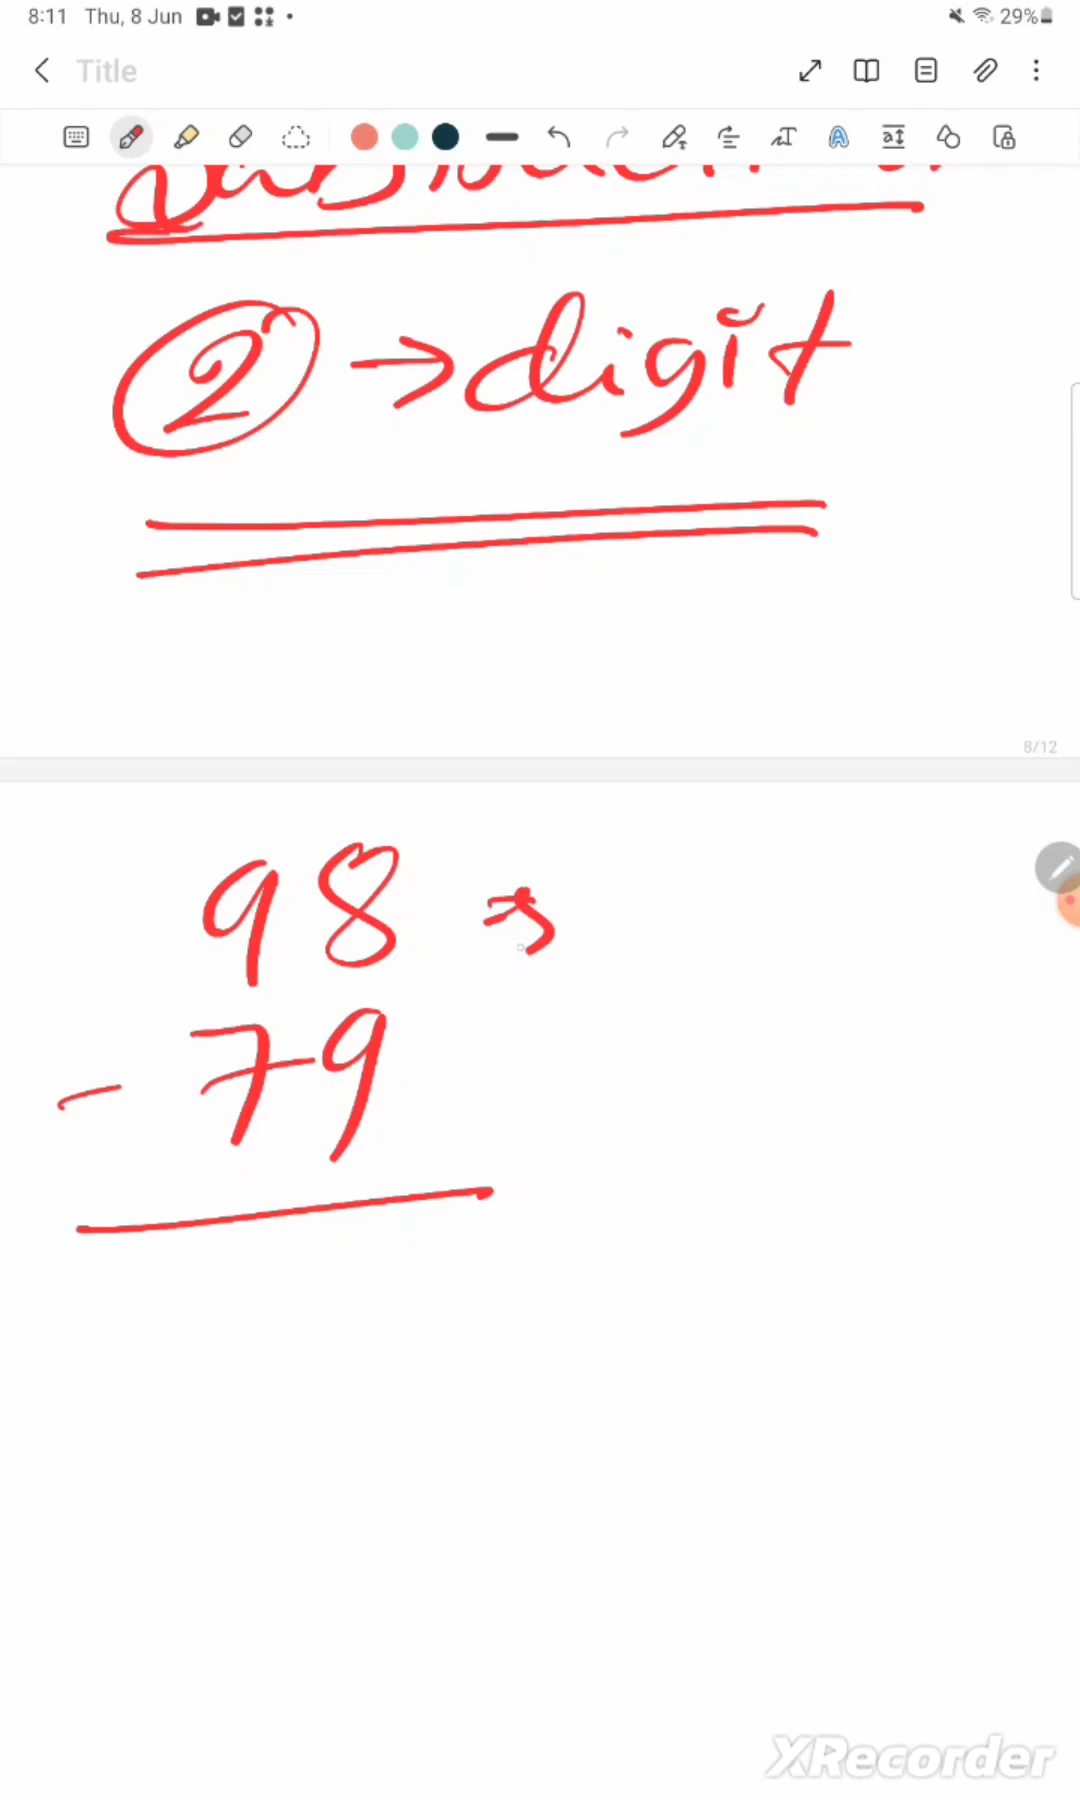 8:11 Thu, 8 Jun 29%
Title
2 → digit
8/12
98 →
- 79
XRecorder